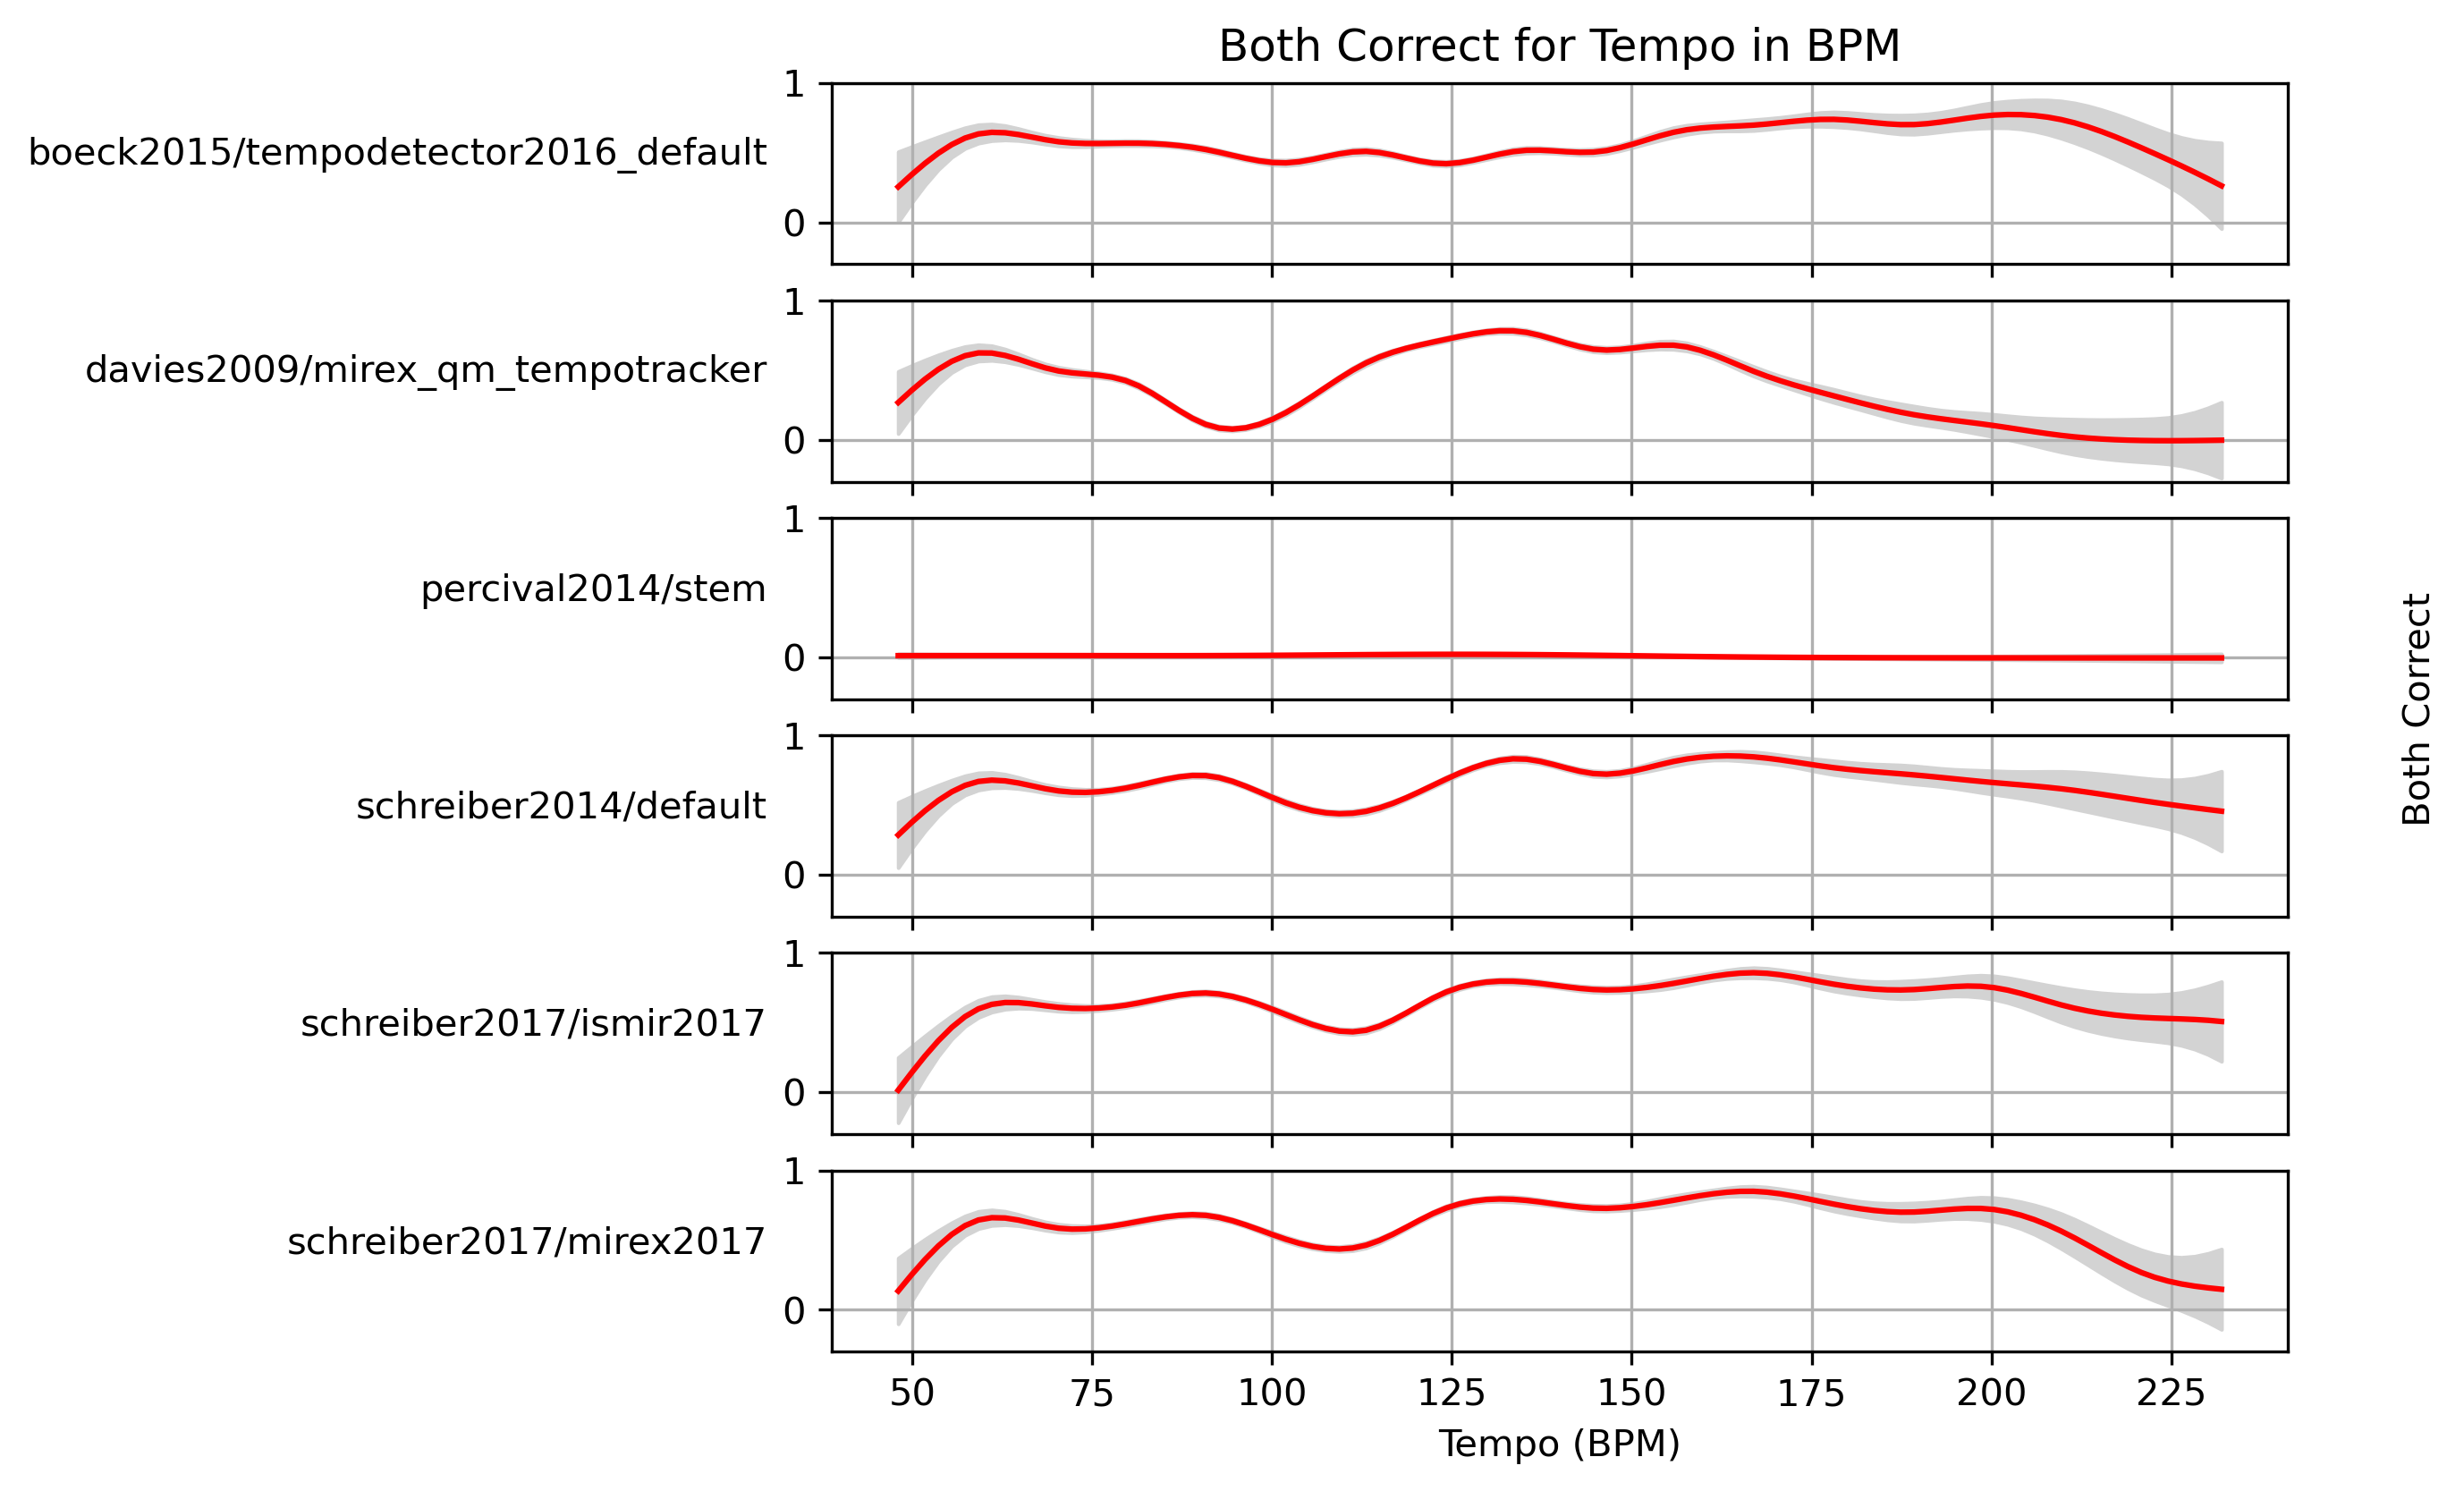 Both Correct for Tempo in BPM
1
boeck2015/tempodetector2016_default
0
1
davies2009/mirex_qm_tempotracker
0
1
percival2014/stem
0
1
schreiber2014/default
0
1
schreiber2017/ismir2017
0
1
schreiber2017/mirex2017
0
50 75 100 125 150 175 200 225
Tempo (BPM)
Both Correct